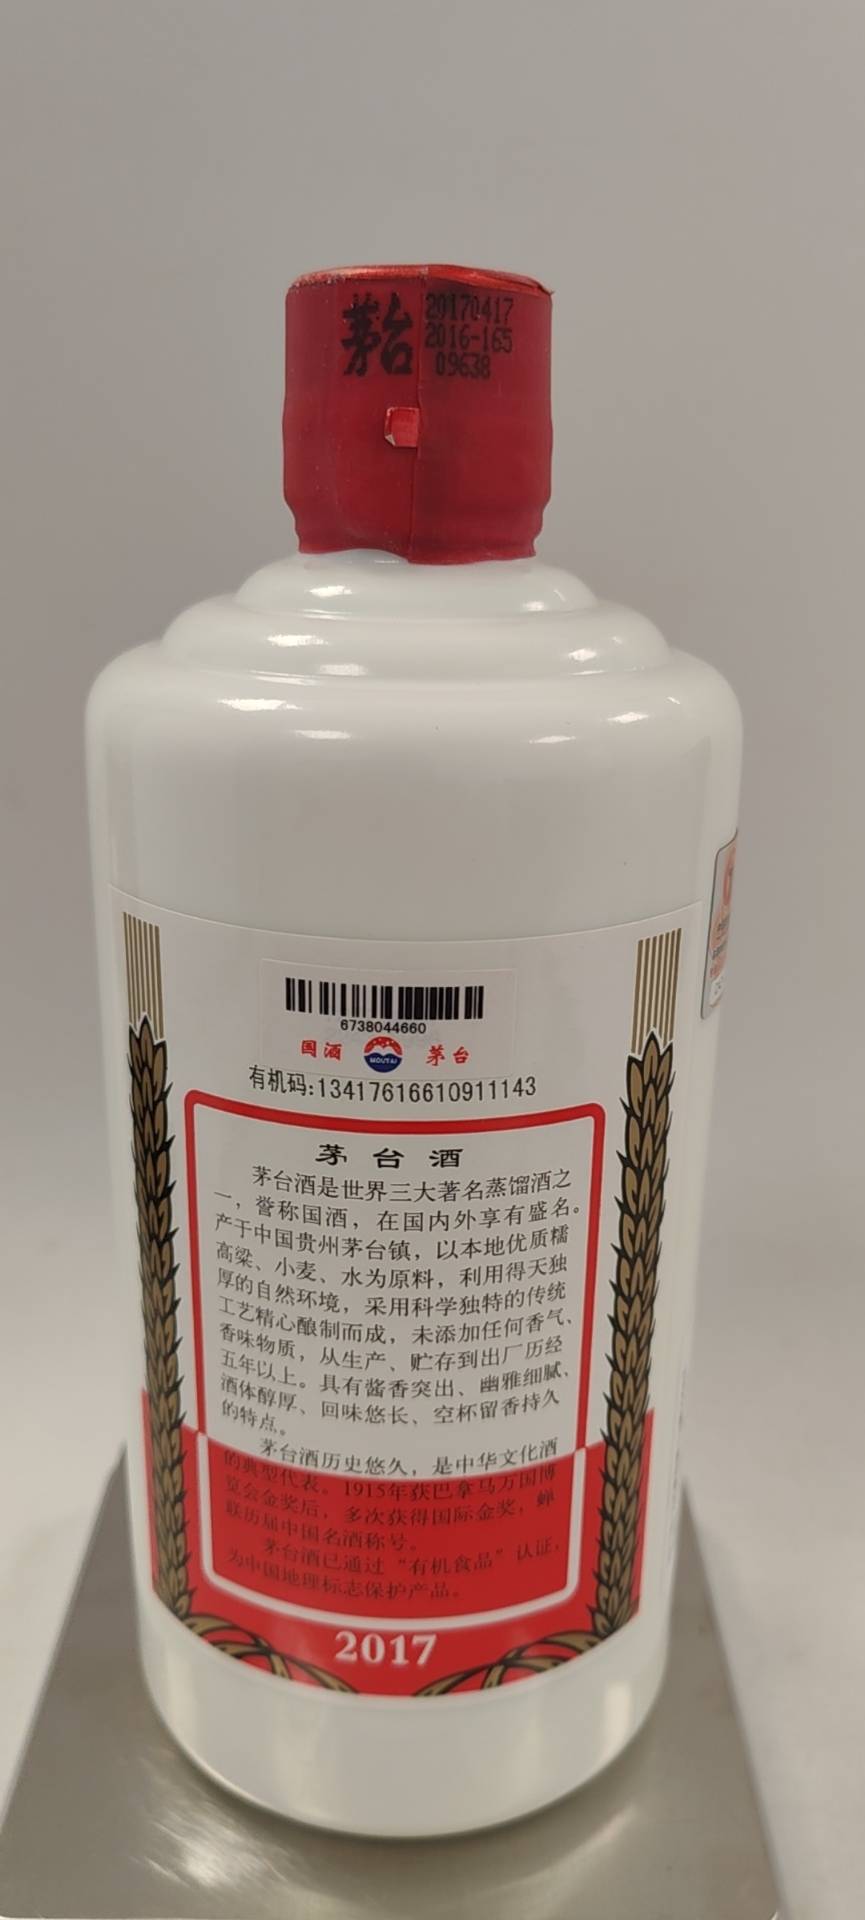 茅台
20170417
2016-165
09638
6738044660
国酒 MOUTAI 茅台
有机码:13417616610911143
茅台酒
茅台酒是世界三大著名蒸馏酒之
一，誉称国酒，在国内外享有盛名。
产于中国贵州茅台镇，以本地优质糯
高粱、小麦、水为原料，利用得天独
厚的自然环境，采用科学独特的传统
工艺精心酿制而成，未添加任何香气、
香味物质，从生产、贮存到出厂历经
五年以上。具有酱香突出、幽雅细腻、
酒体醇厚、回味悠长、空杯留香持久
的特点。
茅台酒历史悠久，是中华文化酒
的典型代表。1915年获巴拿马万国博
览会金奖后，多次获得国际金奖，蝉
联历届中国名酒称号。
茅台酒已通过“有机食品”认证，
为中国地理标志保护产品。
2017